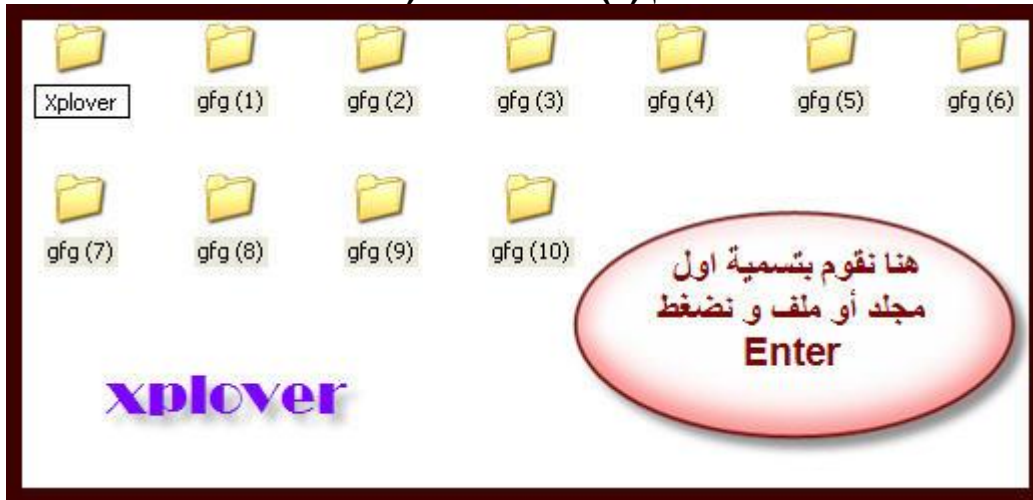 Xplover
gfg (1)
gfg (2)
gfg (3)
gfg (4)
gfg (5)
gfg (6)
gfg (7)
gfg (8)
gfg (9)
gfg (10)
هنا نقوم بتسمية اول
مجلد أو ملف و نضغط
Enter
xplover